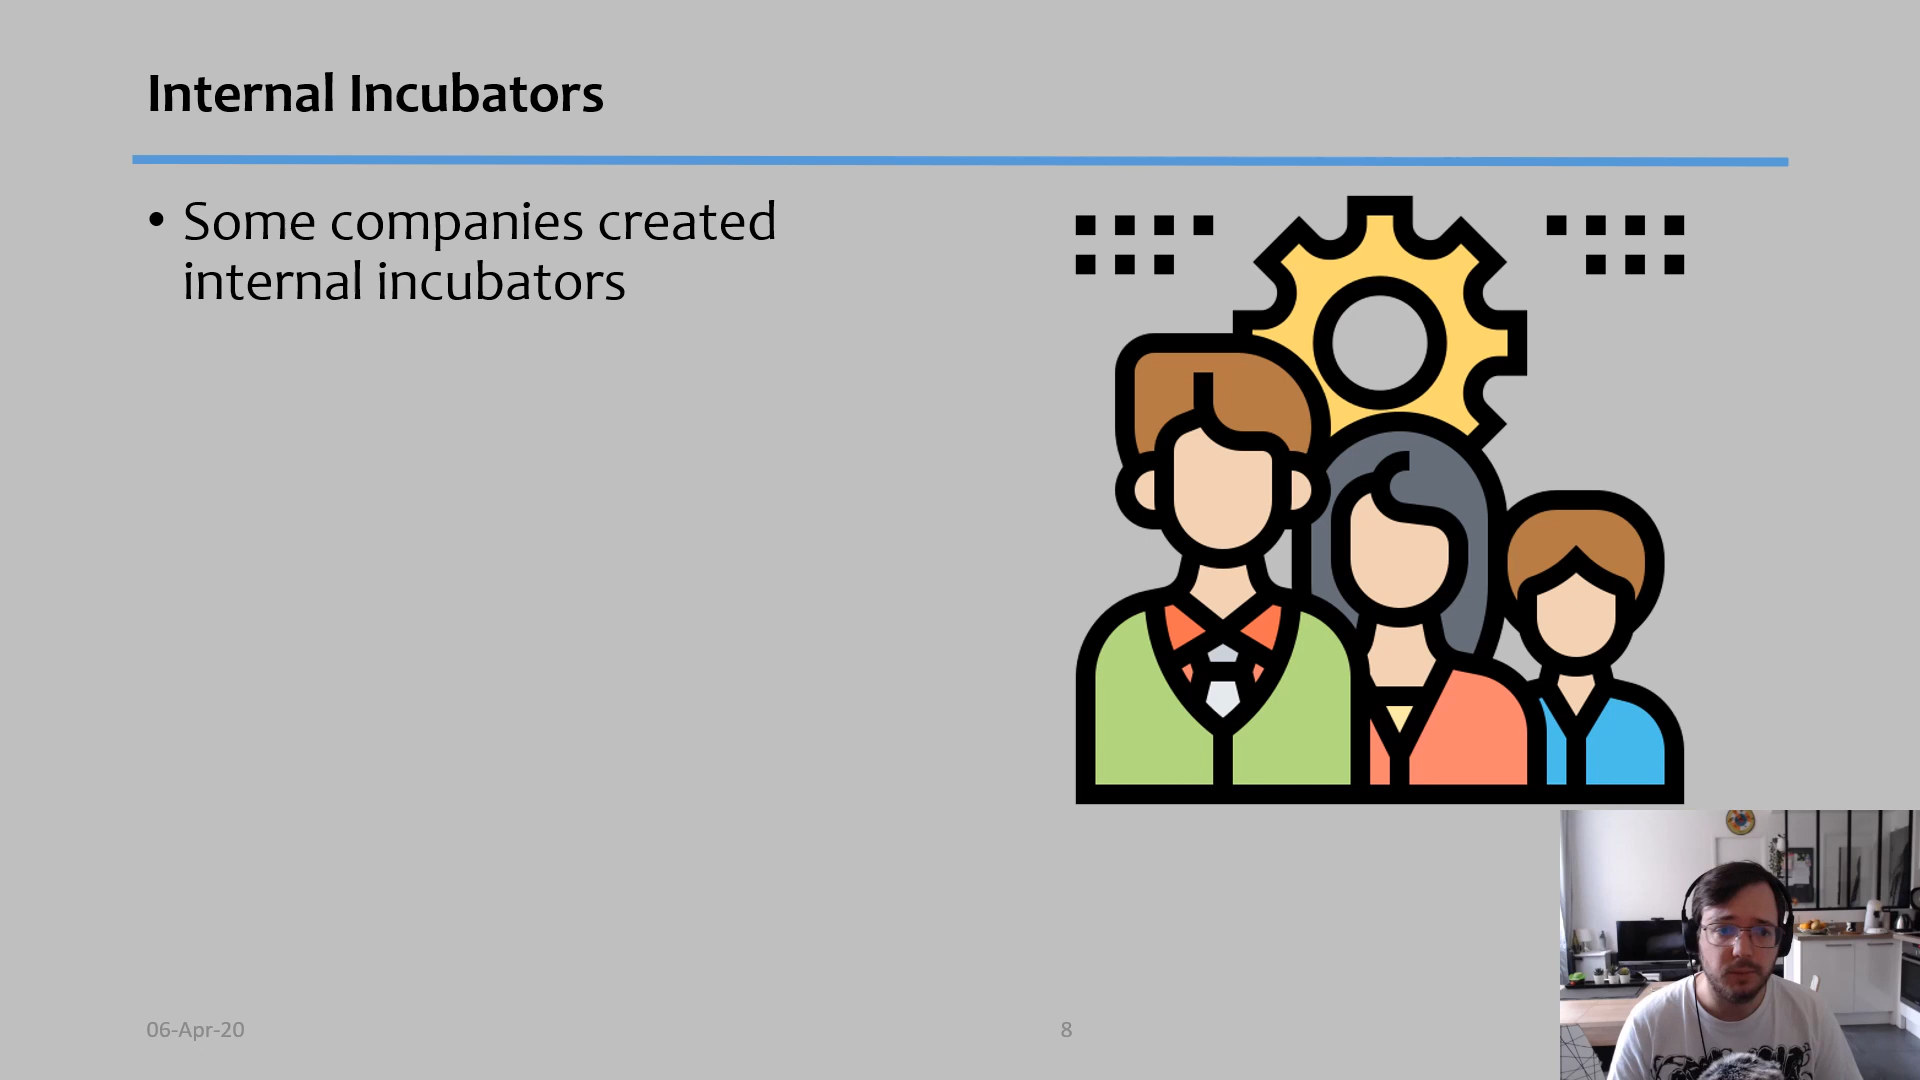 Internal Incubators
• Some companies created
internal incubators
06-Apr-20
8